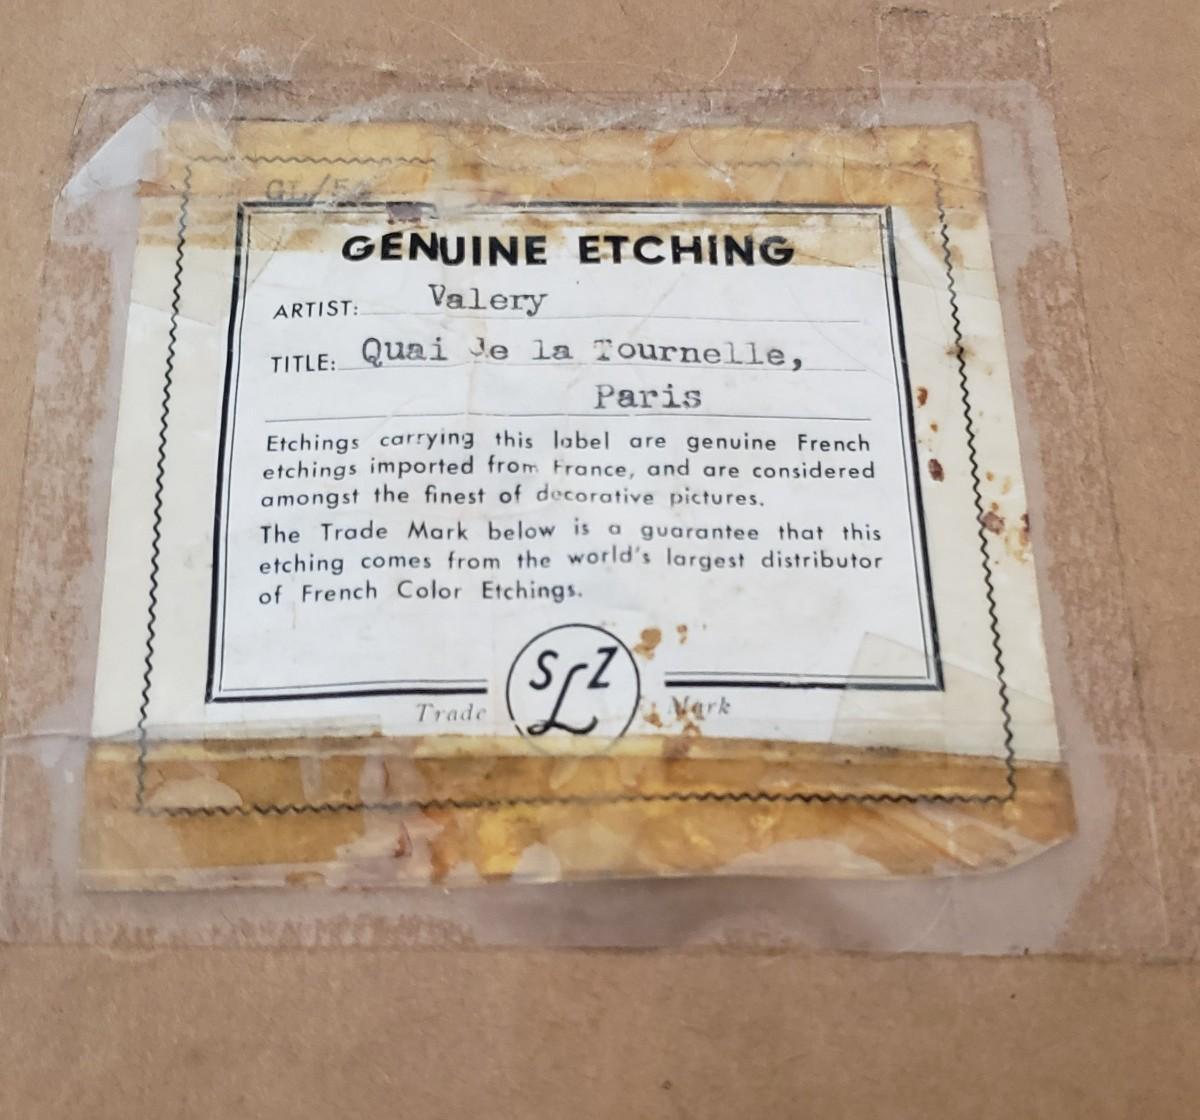 GL/5
GENUINE ETCHING
ARTIST: Valery
TITLE: Quai de la Tournelle,
Paris
Etchings carrying this label are genuine French
etchings imported from France, and are considered
amongst the finest of decorative pictures.
The Trade Mark below is a guarantee that this
etching comes from the world's largest distributor
of French Color Etchings.
SLZ
Trade Mark